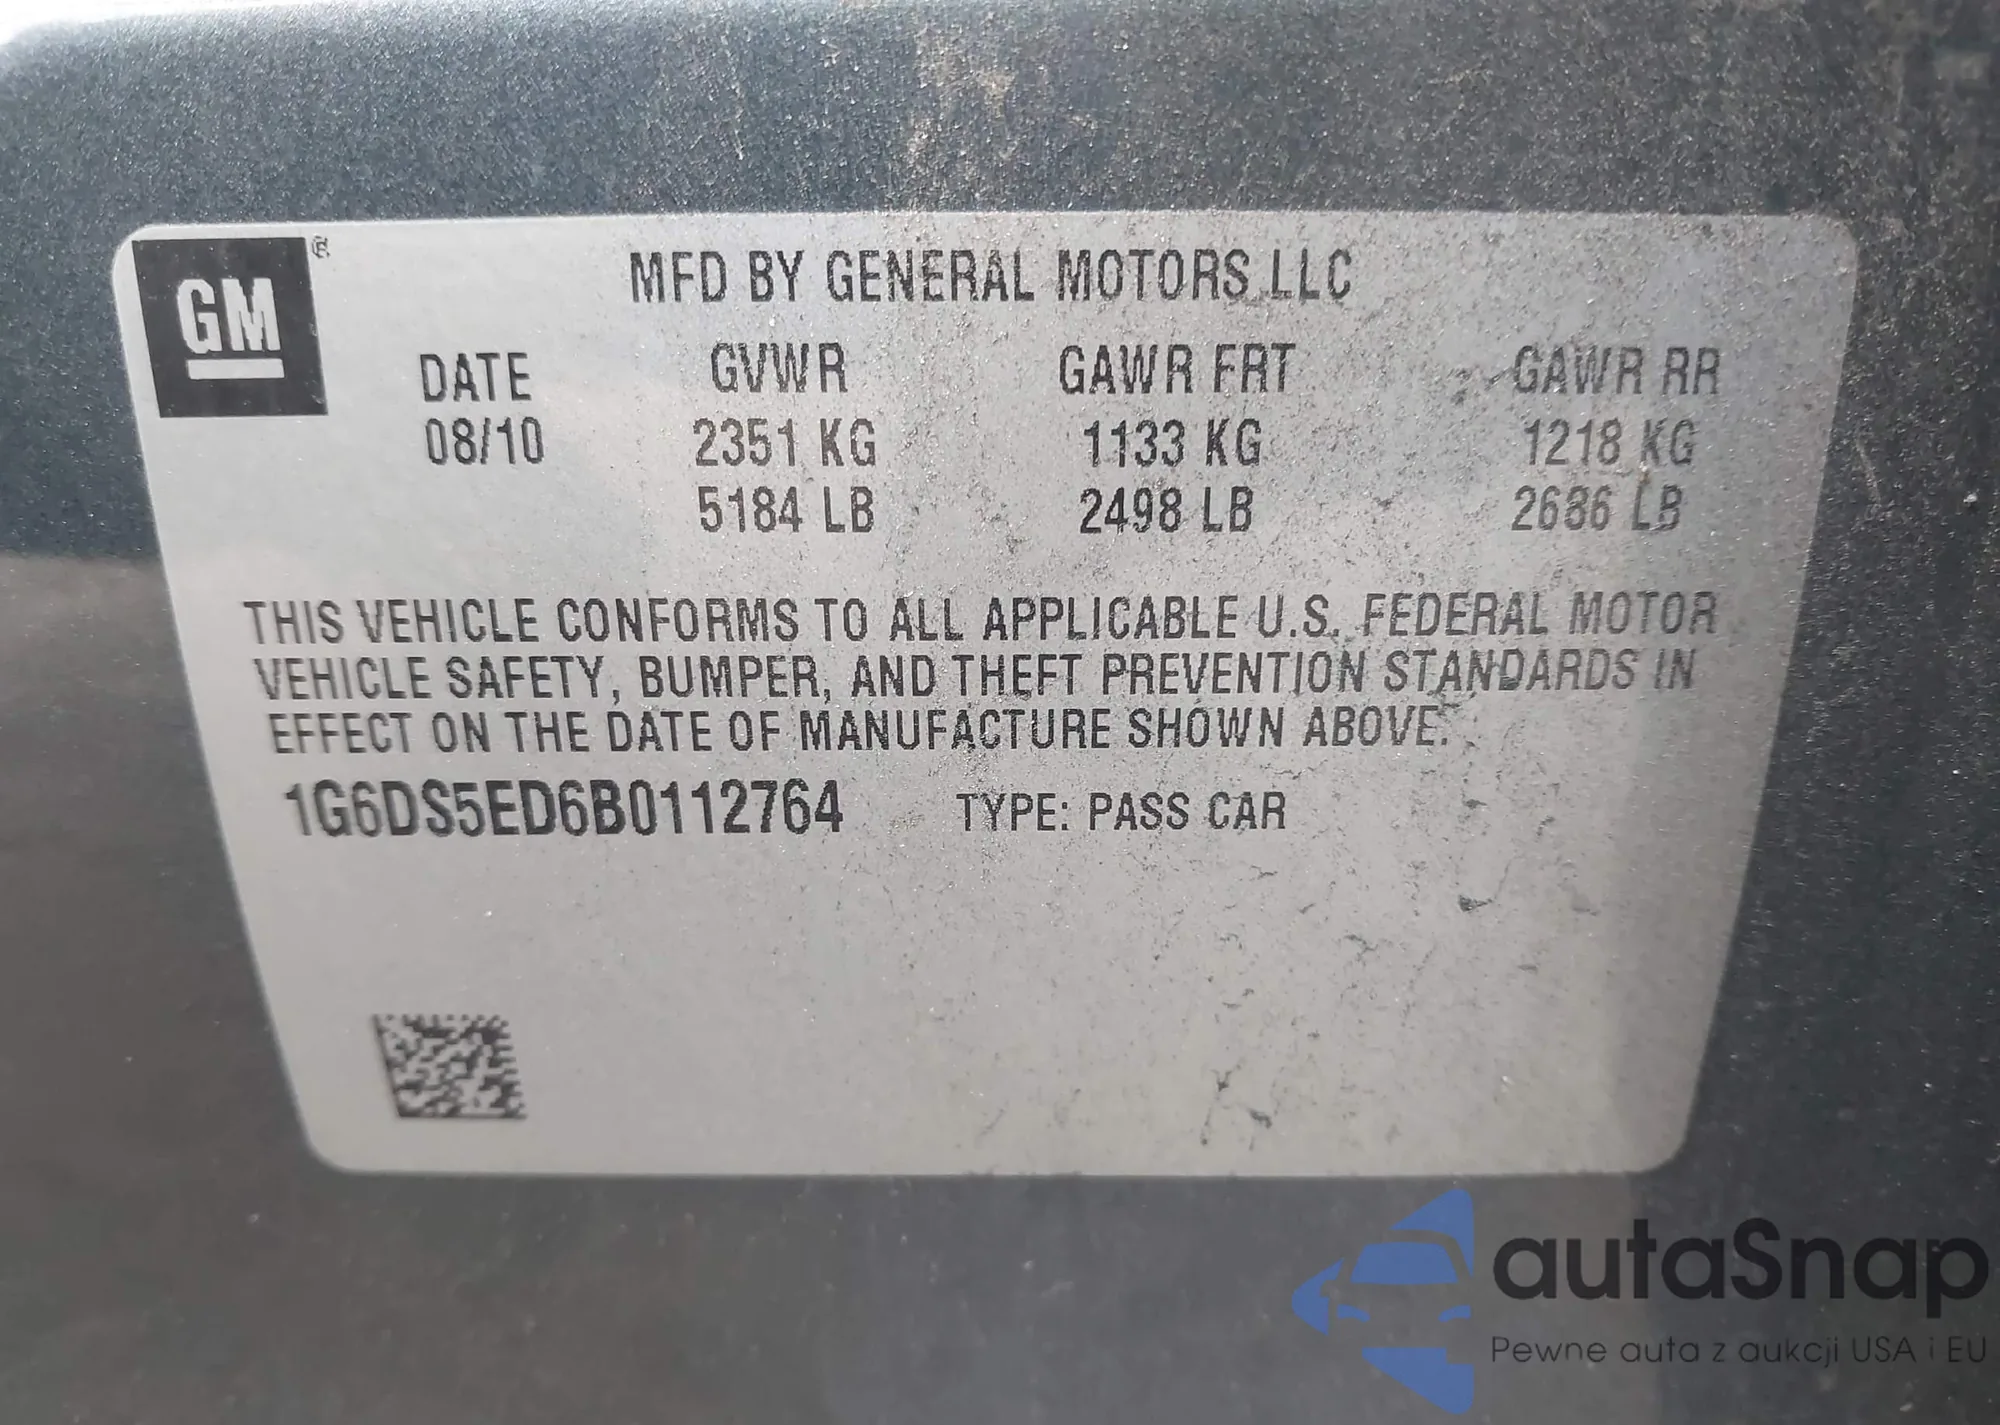 GM ®
MFD BY GENERAL MOTORS LLC
DATE GVWR GAWR FRT GAWR RR
08/10 2351 KG 1133 KG 1218 KG
5184 LB 2498 LB 2686 LB
THIS VEHICLE CONFORMS TO ALL APPLICABLE U.S. FEDERAL MOTOR
VEHICLE SAFETY, BUMPER, AND THEFT PREVENTION STANDARDS IN
EFFECT ON THE DATE OF MANUFACTURE SHOWN ABOVE.
1G6DS5ED6B0112764 TYPE: PASS CAR
autaSnap
Pewne auta z aukcji USA i EU